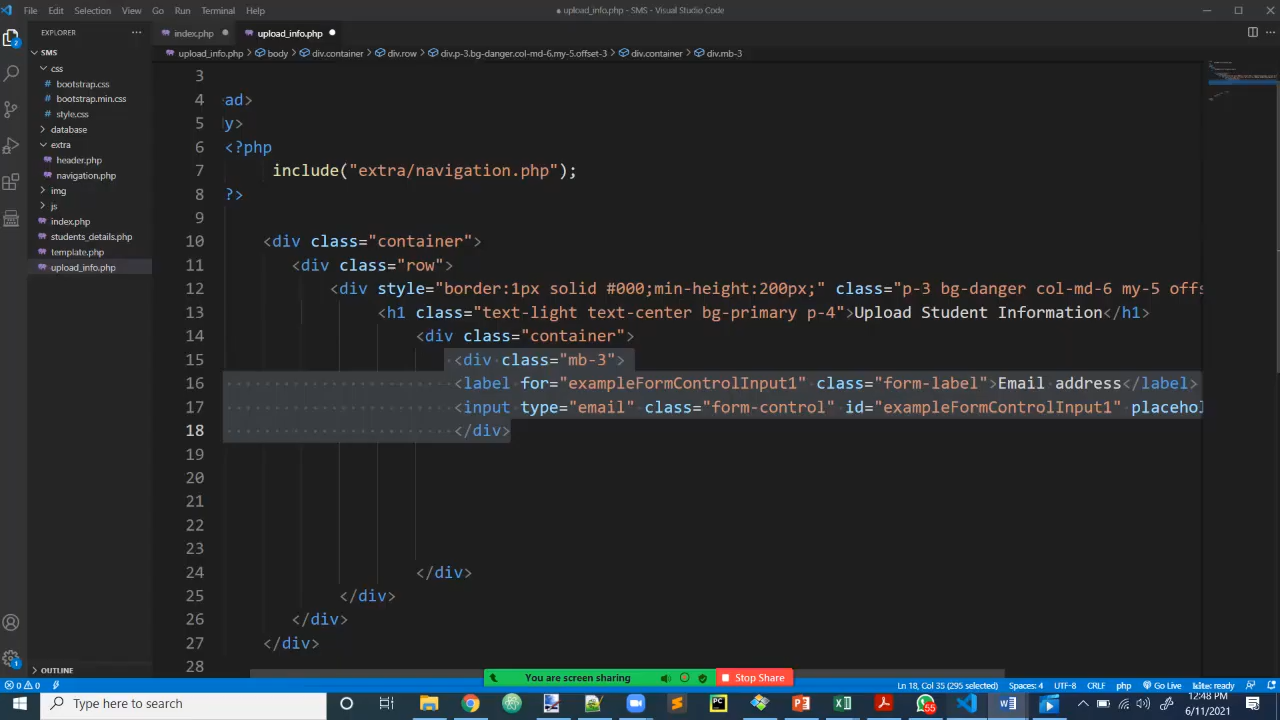 File Edit Selection View Go Run Terminal Help
● upload_info.php - SMS - Visual Studio Code
EXPLORER
SMS
css
bootstrap.css
bootstrap.min.css
style.css
database
extra
header.php
navigation.php
img
js
index.php
students_details.php
template.php
upload_info.php
OUTLINE
index.php
upload_info.php
upload_info.php > body > div.container > div.row > div.p-3.bg-danger.col-md-6.my-5.offset-3 > div.container > div.mb-3
3
4 ad>
5 y>
6 <?php
7 include("extra/navigation.php");
8 ?>
9
10 <div class="container">
11 <div class="row">
12 <div style="border:1px solid #000;min-height:200px;" class="p-3 bg-danger col-md-6 my-5 offs
13 <h1 class="text-light text-center bg-primary p-4">Upload Student Information</h1>
14 <div class="container">
15 <div class="mb-3">
16 <label for="exampleFormControlInput1" class="form-label">Email address</label>
17 <input type="email" class="form-control" id="exampleFormControlInput1" placehol
18 </div>
19
20
21
22
23
24 </div>
25 </div>
26 </div>
27 </div>
28
You are screen sharing
Stop Share
0 0
Ln 18, Col 35 (295 selected) Spaces: 4 UTF-8 CRLF php Go Live
Type here to search
PC
55
12:48 PM
6/11/2021
2
1